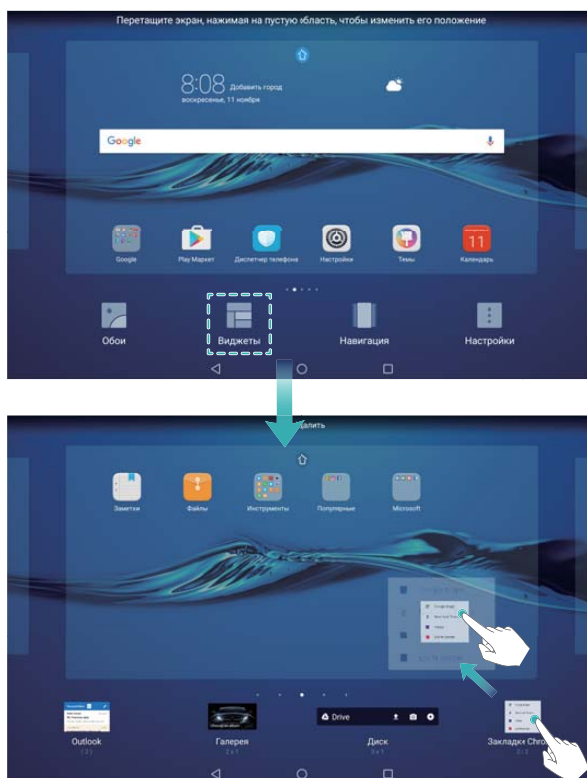 Перетащите экран, нажимая на пустую область, чтобы изменить его положение
8:08 Добавить город
воскресенье, 11 ноября
Google
Google Play Маркет Диспетчер телефона Настройки Темы 11 Календарь
Обои Виджеты Навигация Настройки
далить
Заметки Файлы Инструменты Популярные Microsoft
Drive
Outlook Галерея Диск Закладки Chro